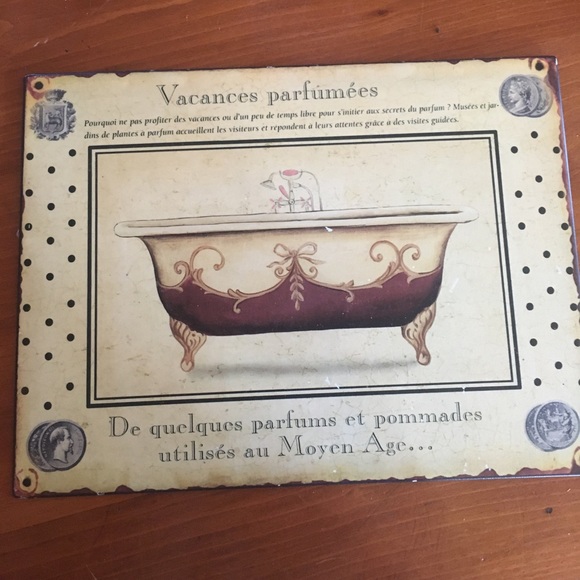 Vacances parfumées
Pourquoi ne pas profiter des vacances ou d'un peu de temps libre pour s'initier aux secrets du parfum ? Musées et jar-
dins de plantes à parfum accueillent les visiteurs et repondent a leurs attentes grâce a des visites guidées.
De quelques parfums et pommades
utilisés au Moyen Age...